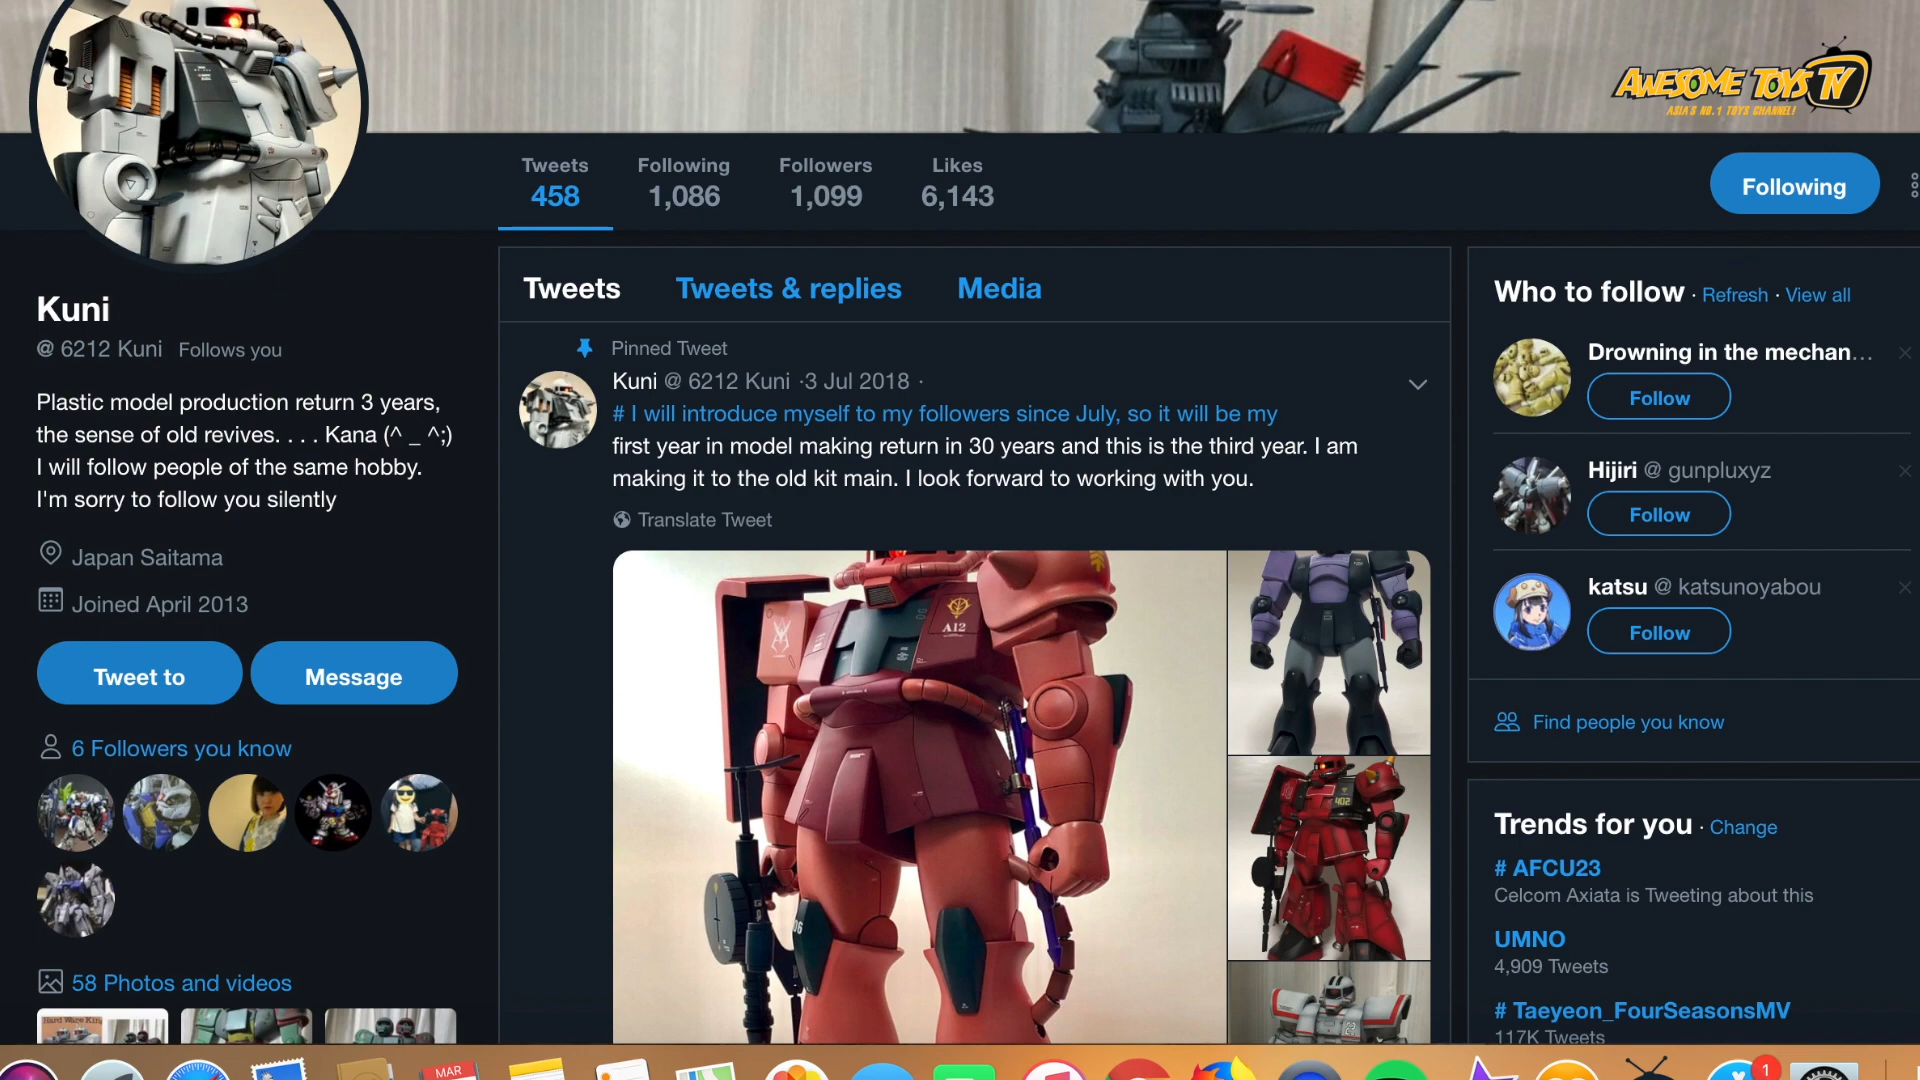 AWESOME TOYS TV
ASIA'S NO.1 TOYS CHANNEL!
Tweets
458
Following
1,086
Followers
1,099
Likes
6,143
Following
Kuni
@ 6212 Kuni Follows you
Plastic model production return 3 years,
the sense of old revives. . . . Kana (^ _ ^;)
I will follow people of the same hobby.
I'm sorry to follow you silently
Japan Saitama
Joined April 2013
Tweet to
Message
6 Followers you know
58 Photos and videos
Tweets
Tweets & replies
Media
Pinned Tweet
Kuni @ 6212 Kuni ·3 Jul 2018 ·
# I will introduce myself to my followers since July, so it will be my
first year in model making return in 30 years and this is the third year. I am
making it to the old kit main. I look forward to working with you.
Translate Tweet
A12
06
402
Who to follow · Refresh · View all
Drowning in the mechan...
Follow
Hijiri @ gunpluxyz
Follow
katsu @ katsunoyabou
Follow
Find people you know
Trends for you · Change
# AFCU23
Celcom Axiata is Tweeting about this
UMNO
4,909 Tweets
# Taeyeon_FourSeasonsMV
117K Tweets
MAR
1